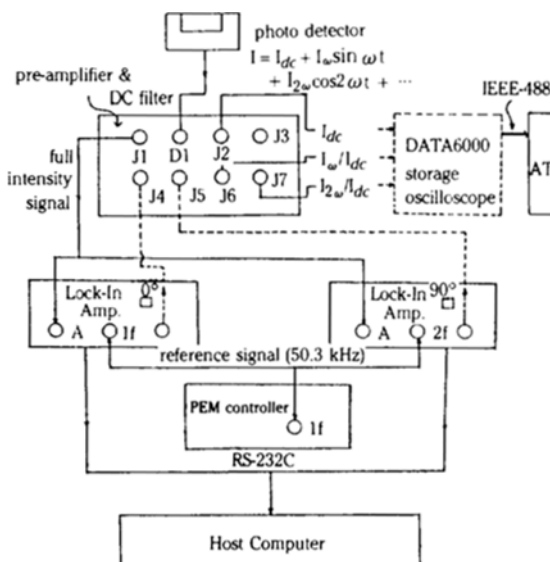 photo detector
I = I_dc + I_ω sin ωt
+ I_2ω cos2ωt + ···
pre-amplifier &
DC filter
IEEE-488
J1 D1 J2 J3
I_dc
DATA6000
AT
full
intensity
signal
I_ω/I_dc
storage
J4 J5 J6 J7
I_2ω/I_dc
oscilloscope
Lock-In
Amp.
0°
A 1f
Lock-In
Amp.
90°
A 2f
reference signal (50.3 kHz)
PEM controller
1f
RS-232C
Host Computer